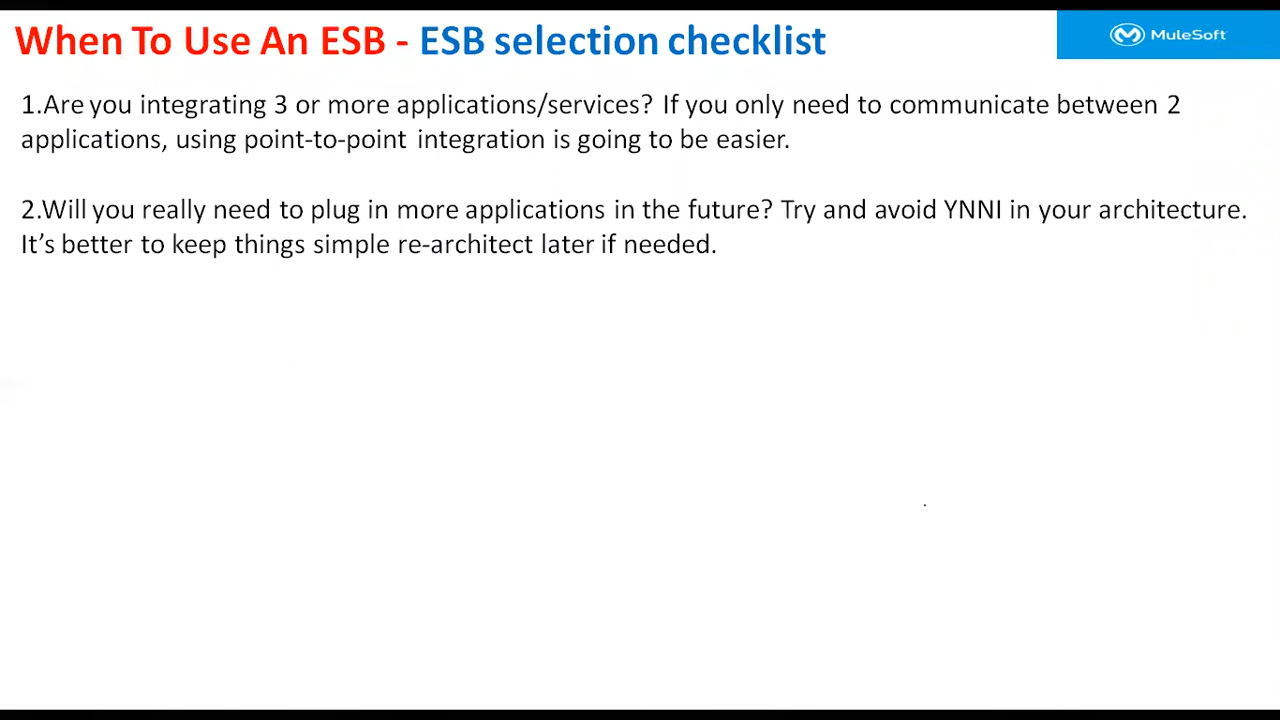 When To Use An ESB - ESB selection checklist
MuleSoft
1.Are you integrating 3 or more applications/services? If you only need to communicate between 2
applications, using point-to-point integration is going to be easier.
2.Will you really need to plug in more applications in the future? Try and avoid YNNI in your architecture.
It’s better to keep things simple re-architect later if needed.